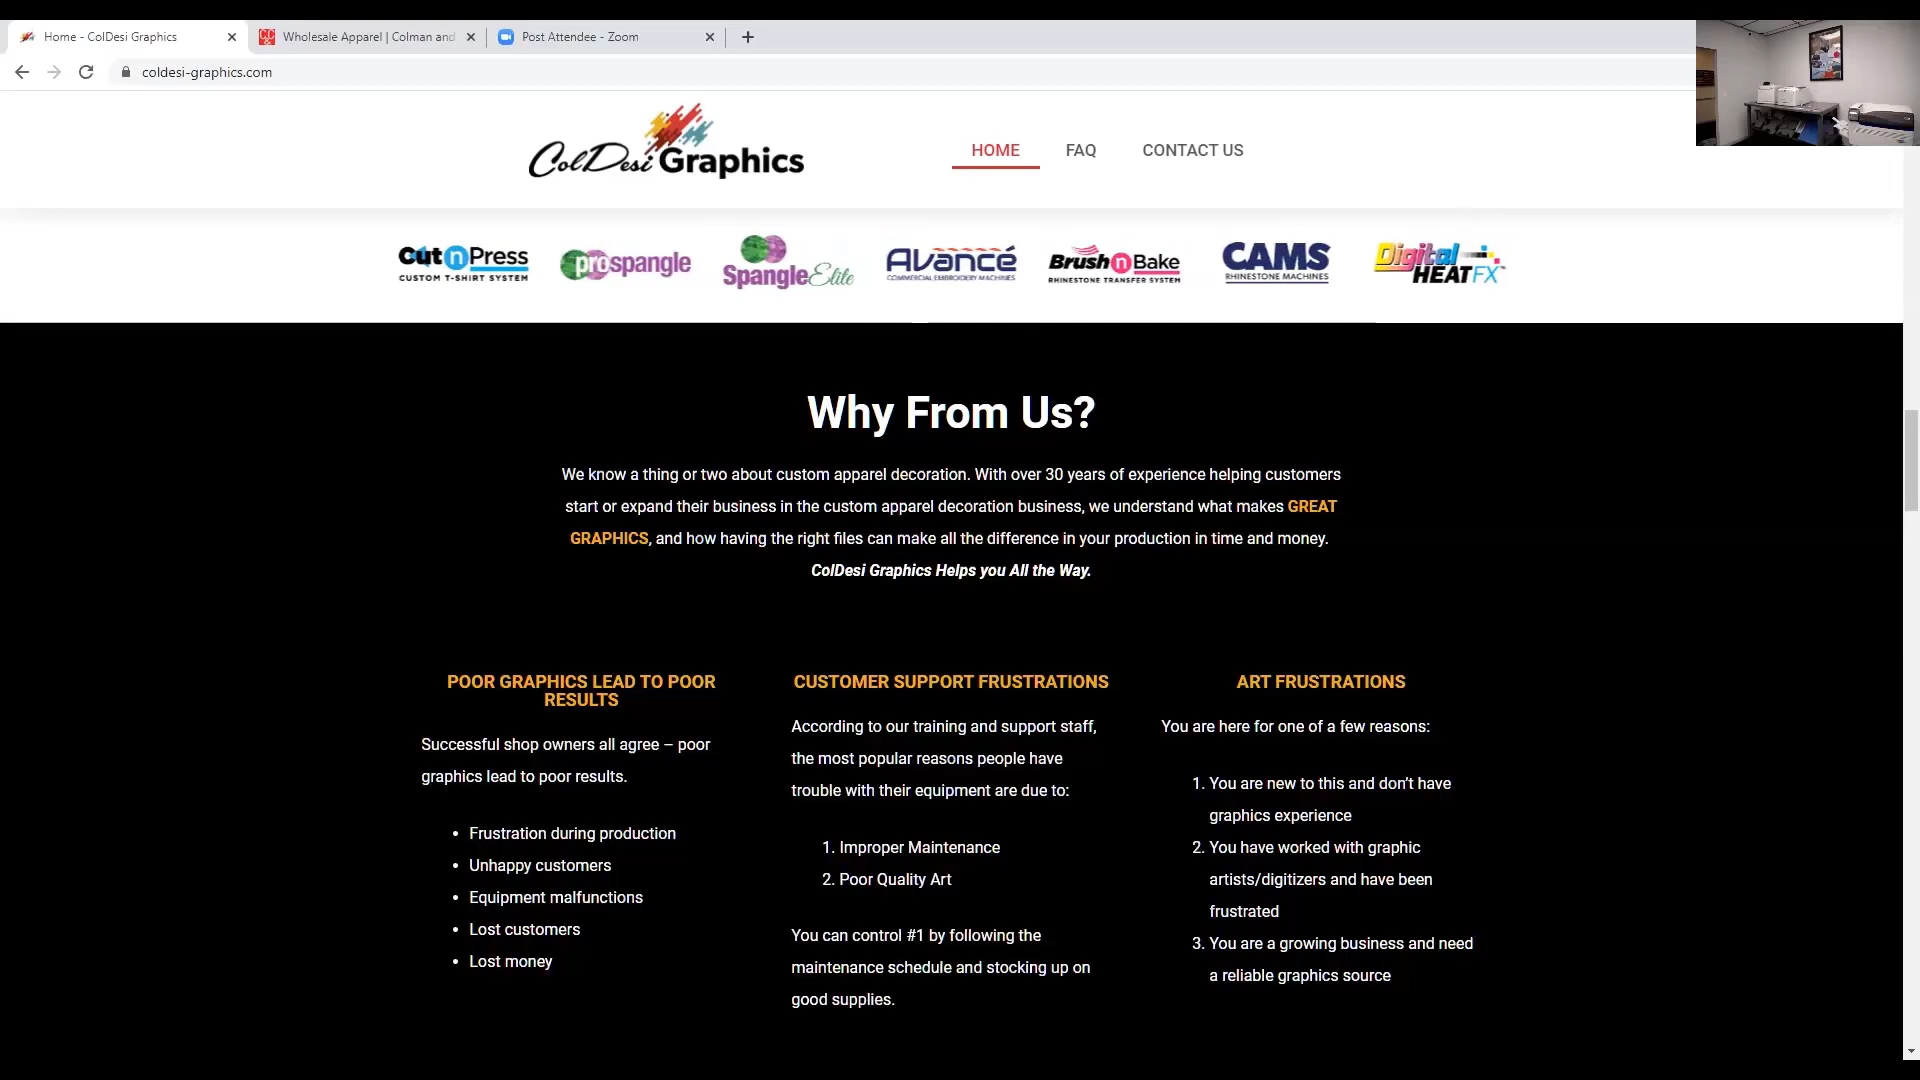 Home - ColDesi Graphics
Wholesale Apparel | Colman and
Post Attendee - Zoom
coldesi-graphics.com
ColDesi Graphics
HOME
FAQ
CONTACT US
Cut n Press
CUSTOM T-SHIRT SYSTEM
prospangle
Spangle Elite
Avancé
COMMERCIAL EMBROIDERY MACHINES
Brush n Bake
RHINESTONE TRANSFER SYSTEM
CAMS
RHINESTONE MACHINES
Digital
HEAT FX
Why From Us?
We know a thing or two about custom apparel decoration. With over 30 years of experience helping customers
start or expand their business in the custom apparel decoration business, we understand what makes GREAT
GRAPHICS, and how having the right files can make all the difference in your production in time and money.
ColDesi Graphics Helps you All the Way.
POOR GRAPHICS LEAD TO POOR
RESULTS
Successful shop owners all agree – poor
graphics lead to poor results.
• Frustration during production
• Unhappy customers
• Equipment malfunctions
• Lost customers
• Lost money
CUSTOMER SUPPORT FRUSTRATIONS
According to our training and support staff,
the most popular reasons people have
trouble with their equipment are due to:
1. Improper Maintenance
2. Poor Quality Art
You can control #1 by following the
maintenance schedule and stocking up on
good supplies.
ART FRUSTRATIONS
You are here for one of a few reasons:
1. You are new to this and don't have
graphics experience
2. You have worked with graphic
artists/digitizers and have been
frustrated
3. You are a growing business and need
a reliable graphics source